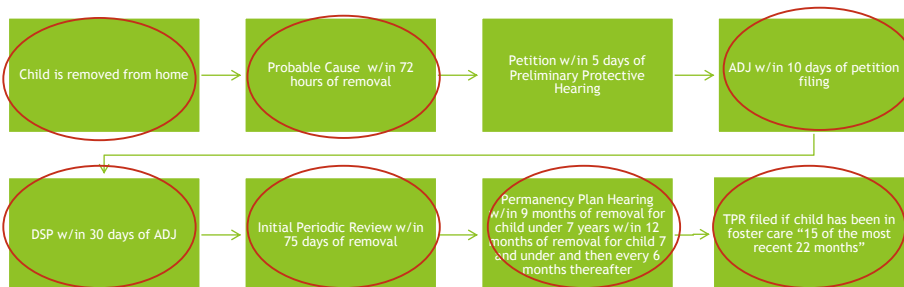 Child is removed from home
Probable Cause w/in 72
hours of removal
Petition w/in 5 days of
Preliminary Protective
Hearing
ADJ w/in 10 days of petition
filing
DSP w/in 30 days of ADJ
Initial Periodic Review w/in
75 days of removal
Permanency Plan Hearing
w/in 9 months of removal for
child under 7 years w/in 12
months of removal for child 7
and under and then every 6
months thereafter
TPR filed if child has been in
foster care “15 of the most
recent 22 months”